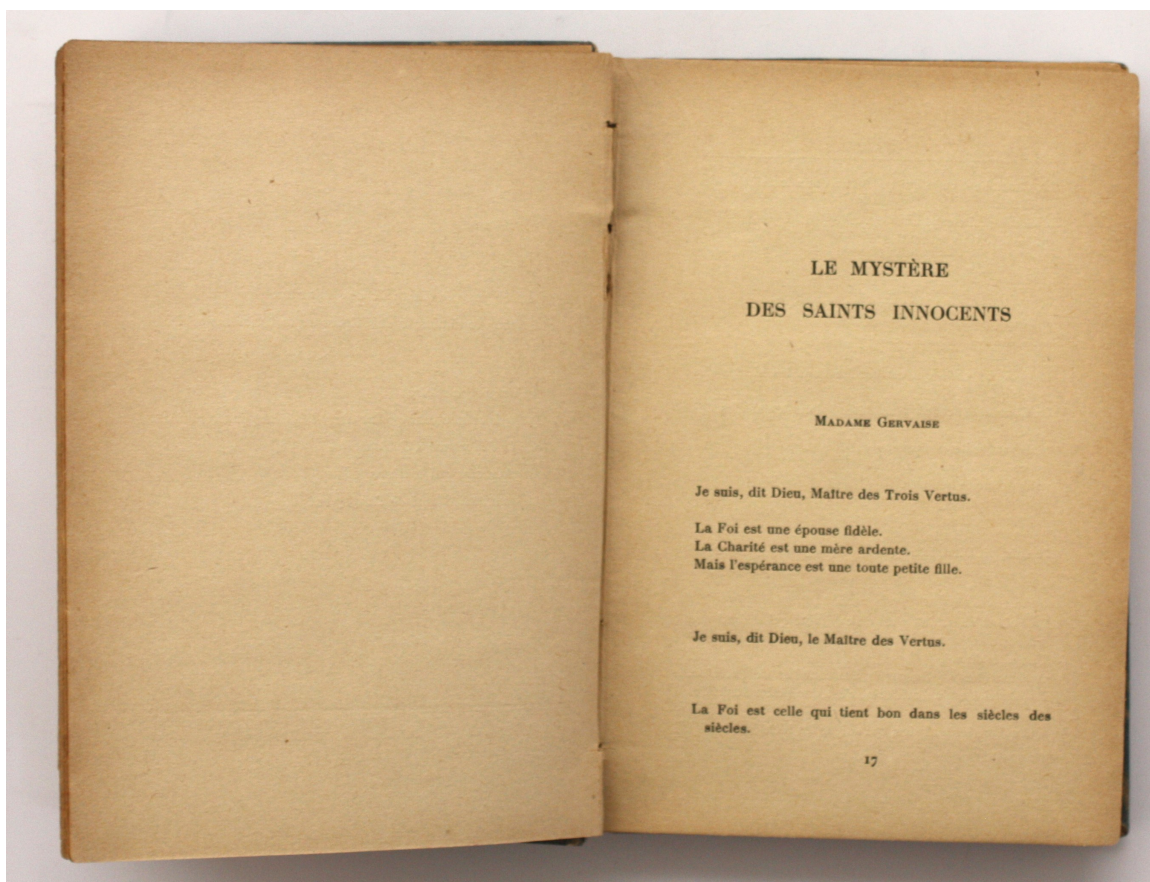 LE MYSTÈRE
DES SAINTS INNOCENTS
MADAME GERVAISE
Je suis, dit Dieu, Maître des Trois Vertus.
La Foi est une épouse fidèle.
La Charité est une mère ardente.
Mais l'espérance est une toute petite fille.
Je suis, dit Dieu, le Maître des Vertus.
La Foi est celle qui tient bon dans les siècles des
siècles.
17